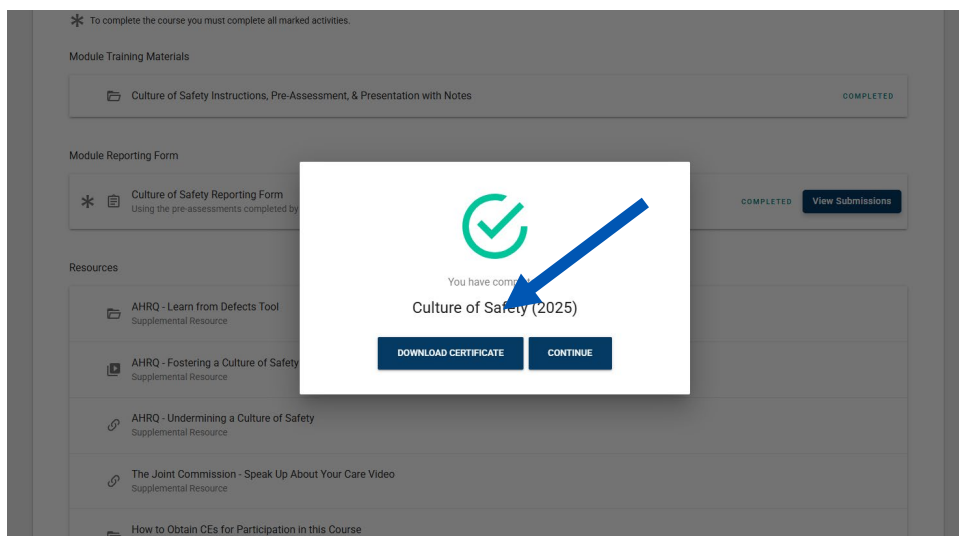 To complete the course you must complete all marked activities.
Module Training Materials
Culture of Safety Instructions, Pre-Assessment, & Presentation with Notes
COMPLETED
Module Reporting Form
Culture of Safety Reporting Form
Using the pre-assessments completed by
COMPLETED
View Submissions
You have
Culture of Safety (2025)
DOWNLOAD CERTIFICATE
CONTINUE
Resources
AHRQ - Learn from Defects Tool
Supplemental Resource
AHRQ - Fostering a Culture of Safety
Supplemental Resource
AHRQ - Undermining a Culture of Safety
Supplemental Resource
The Joint Commission - Speak Up About Your Care Video
Supplemental Resource
How to Obtain CEs for Participation in this Course